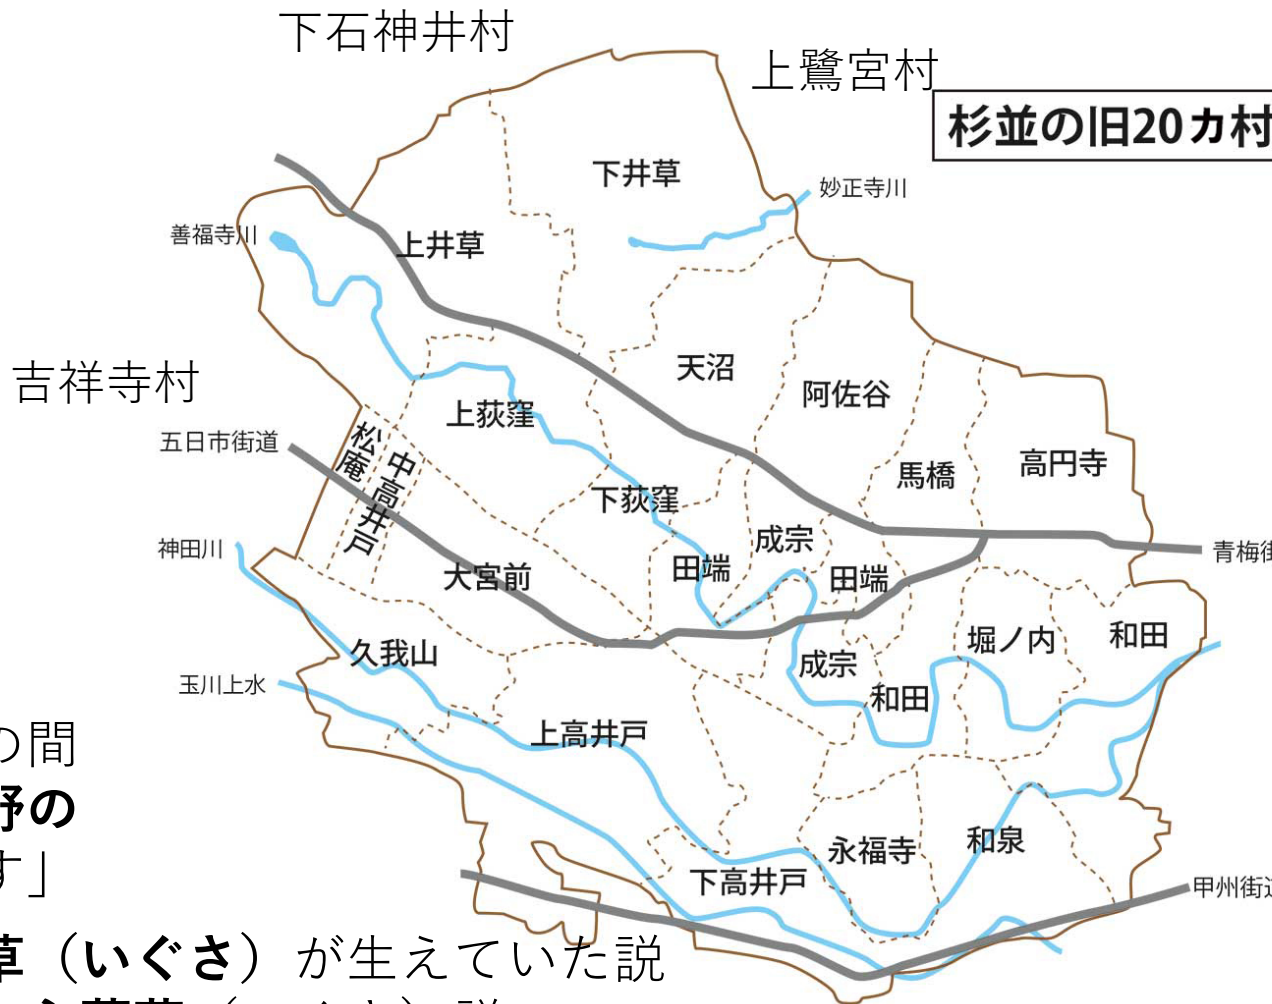 下石神井村
上鷺宮村
杉並の旧20ヵ村
下井草
妙正寺川
善福寺川
上井草
吉祥寺村
天沼
阿佐谷
上荻窪
五日市街道
松庵
中高井戸
馬橋
高円寺
下荻窪
成宗
神田川
田端
田端
青梅街
大宮前
堀ノ内
和田
久我山
成宗
玉川上水
和田
上高井戸
の間
野の
す」
永福寺
和泉
下高井戸
甲州街道
草（いぐさ）が生えていた説